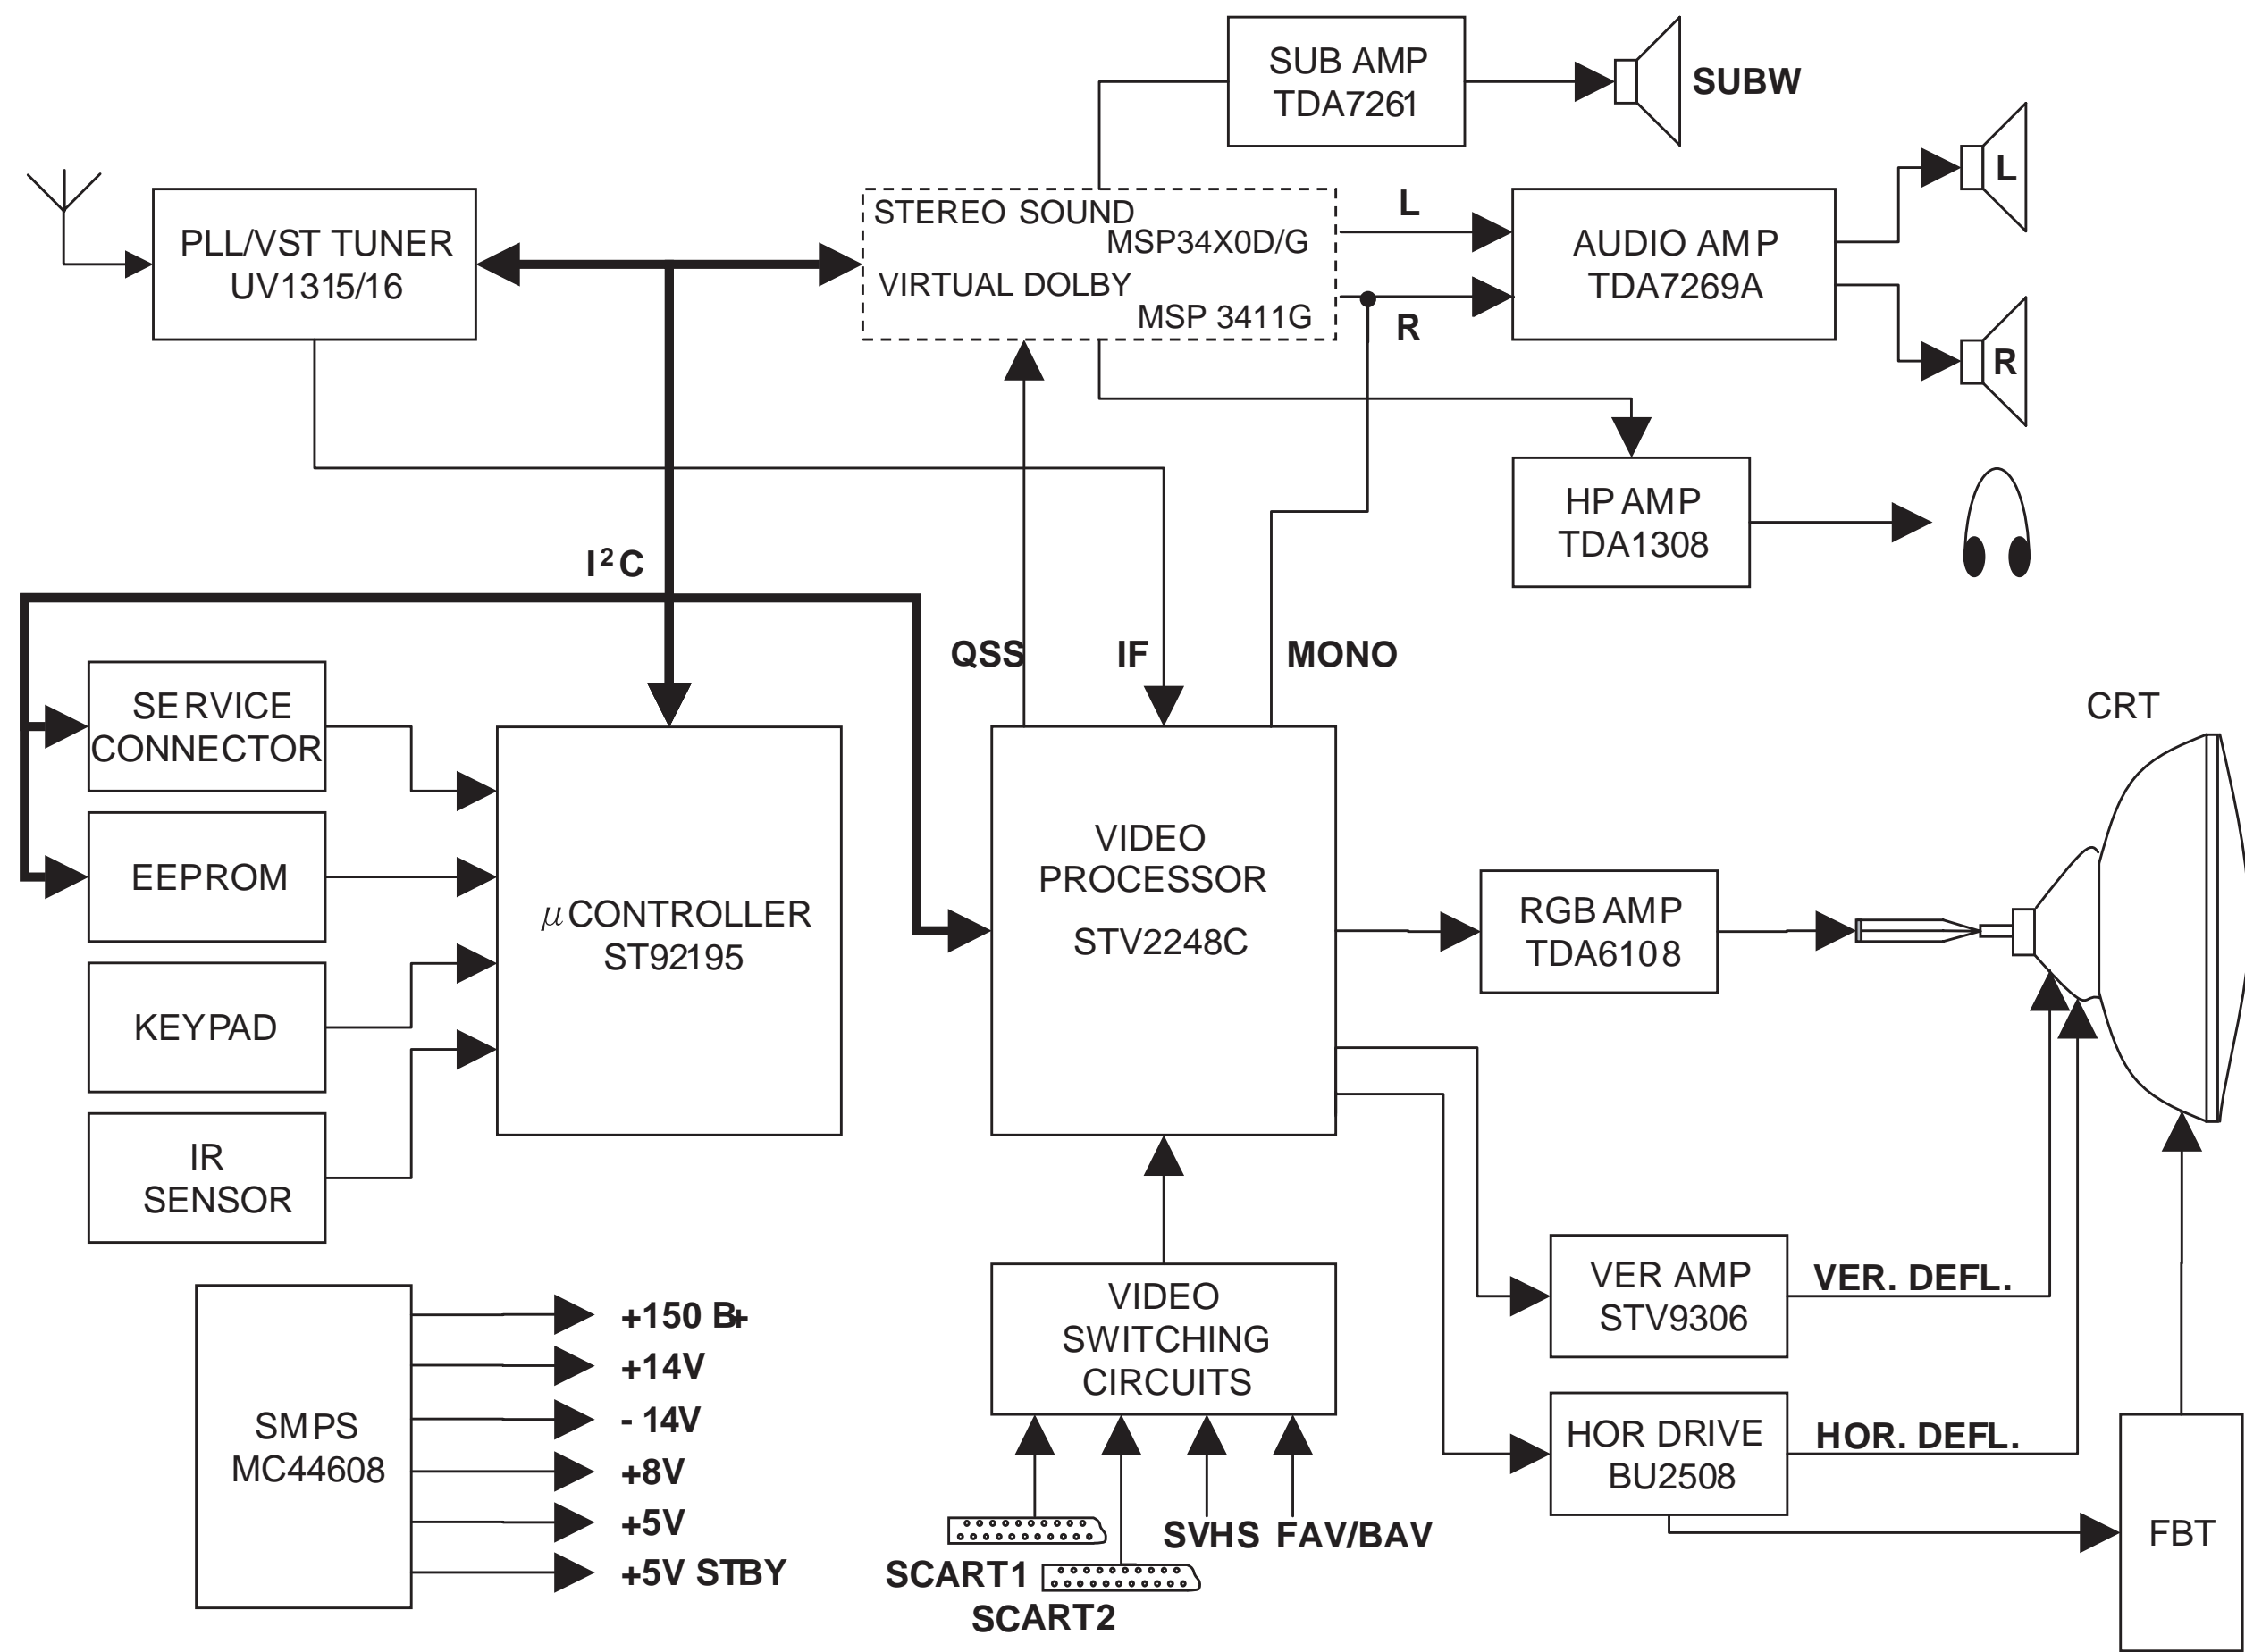 SUB AMP
TDA7261
SUBW
L
PLL/VST TUNER
UV1315/16
STEREO SOUND
MSP34X0D/G
VIRTUAL DOLBY
MSP 3411G
L
R
AUDIO AMP
TDA7269A
R
HP AMP
TDA1308
I²C
QSS
IF
MONO
SERVICE
CONNECTOR
EEPROM
KEYPAD
IR
SENSOR
μCONTROLLER
ST92195
VIDEO
PROCESSOR
STV2248C
CRT
RGB AMP
TDA6108
VER AMP
STV9306
VER. DEFL.
HOR DRIVE
BU2508
HOR. DEFL.
FBT
VIDEO
SWITCHING
CIRCUITS
SMPS
MC44608
+150 B+
+14V
- 14V
+8V
+5V
+5V STBY
SVHS FAV/BAV
SCART1
SCART2